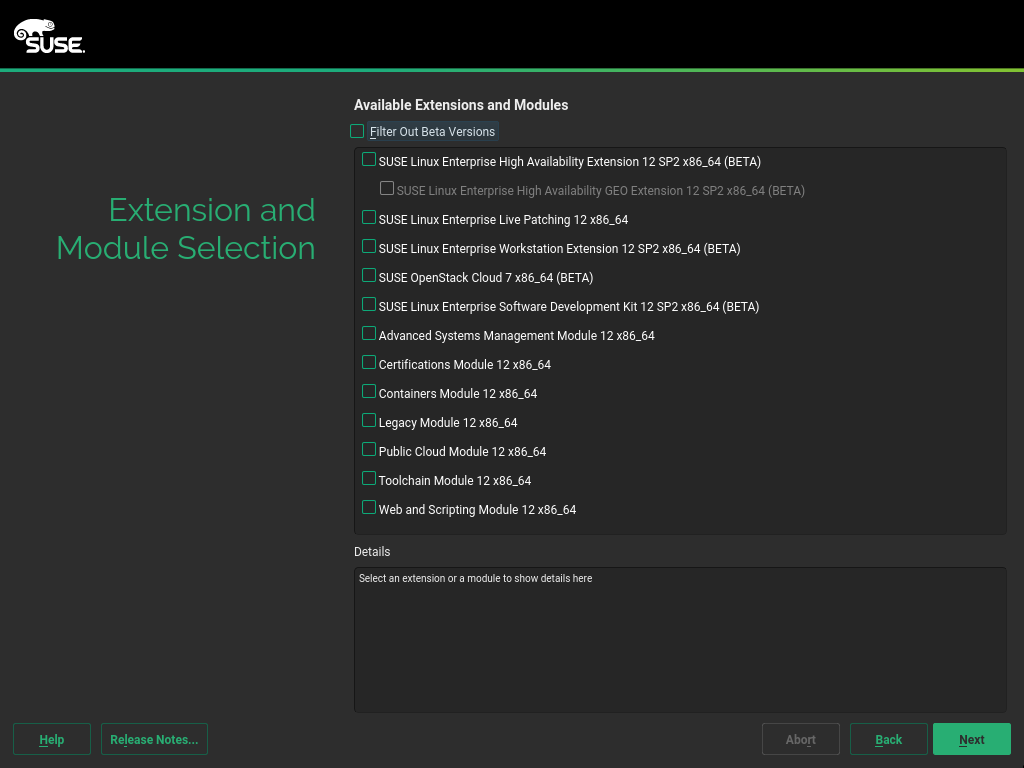 SUSE.
Available Extensions and Modules
Filter Out Beta Versions
SUSE Linux Enterprise High Availability Extension 12 SP2 x86_64 (BETA)
SUSE Linux Enterprise High Availability GEO Extension 12 SP2 x86_64 (BETA)
Extension and
Module Selection
SUSE Linux Enterprise Live Patching 12 x86_64
SUSE Linux Enterprise Workstation Extension 12 SP2 x86_64 (BETA)
SUSE OpenStack Cloud 7 x86_64 (BETA)
SUSE Linux Enterprise Software Development Kit 12 SP2 x86_64 (BETA)
Advanced Systems Management Module 12 x86_64
Certifications Module 12 x86_64
Containers Module 12 x86_64
Legacy Module 12 x86_64
Public Cloud Module 12 x86_64
Toolchain Module 12 x86_64
Web and Scripting Module 12 x86_64
Details
Select an extension or a module to show details here
Help
Release Notes...
Abort
Back
Next